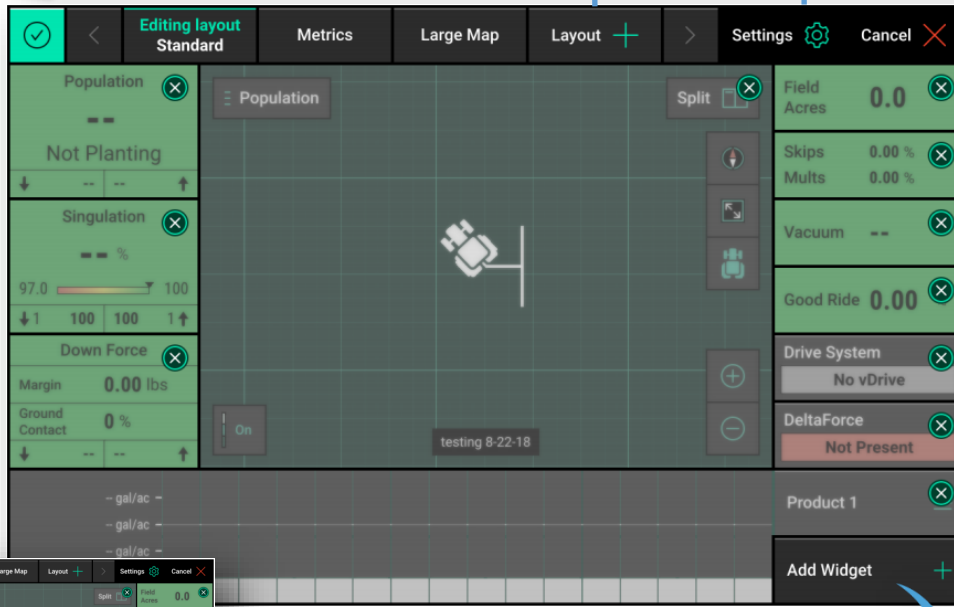 Editing layout
Standard
Metrics
Large Map
Layout
Settings
Cancel
Population
--
Not Planting
-- --
Singulation
-- %
97.0 100
1 100 100 1
Down Force
Margin 0.00 lbs
Ground
Contact 0 %
-- --
Population
Split
On
testing 8-22-18
Field
Acres 0.0
Skips 0.00 %
Mults 0.00 %
Vacuum --
Good Ride 0.00
Drive System
No vDrive
DeltaForce
Not Present
Product 1
Add Widget
-- gal/ac –
-- gal/ac –
-- gal/ac –
arge Map Layout Settings Cancel
Split
Field
Acres 0.0